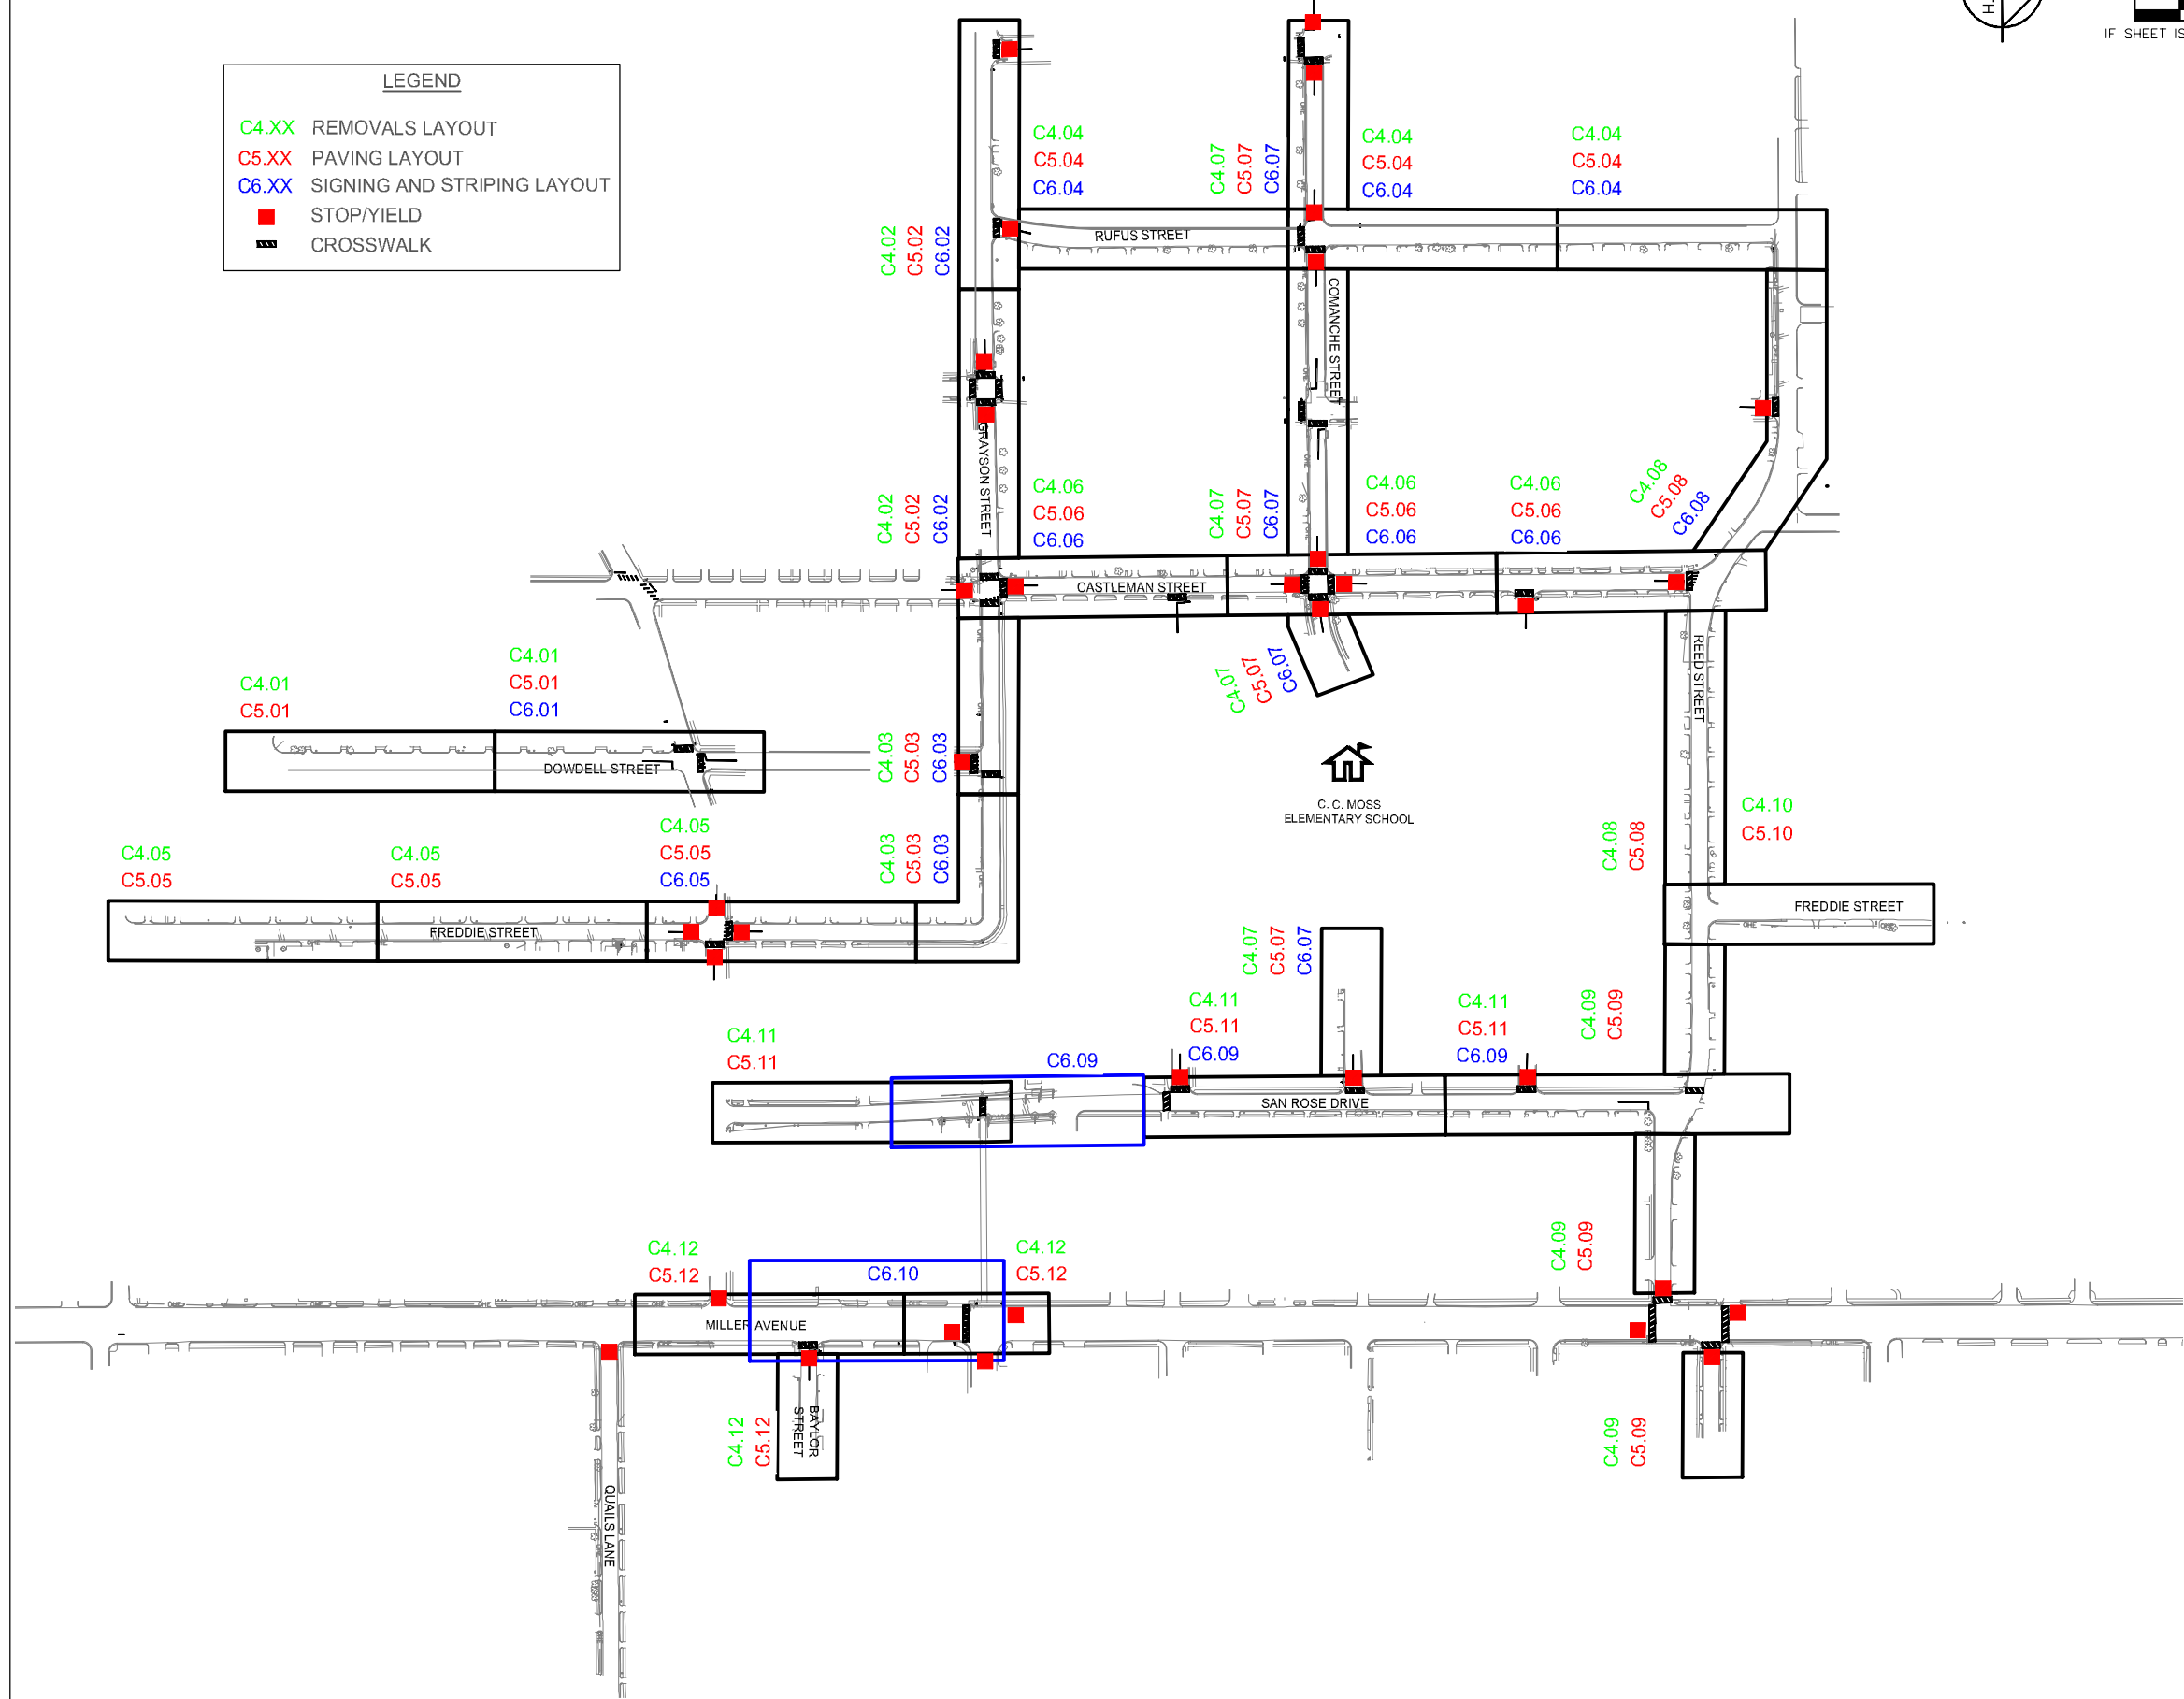 IF SHEET IS
LEGEND
C4.XX REMOVALS LAYOUT
C5.XX PAVING LAYOUT
C6.XX SIGNING AND STRIPING LAYOUT
STOP/YIELD
CROSSWALK
C4.04
C5.04
C6.04
C4.07
C5.07
C6.07
C4.04
C5.04
C6.04
C4.04
C5.04
C6.04
C4.02
C5.02
C6.02
RUFUS STREET
COMANCHE STREET
GRAYSON STREET
C4.02
C5.02
C6.02
C4.06
C5.06
C6.06
C4.07
C5.07
C6.07
C4.06
C5.06
C6.06
C4.06
C5.06
C6.06
C4.08
C5.08
C6.08
CASTLEMAN STREET
REED STREET
C4.07
C5.07
C6.07
C4.01
C5.01
C4.01
C5.01
C6.01
DOWDELL STREET
C4.03
C5.03
C6.03
C. C. MOSS
ELEMENTARY SCHOOL
C4.05
C5.05
C4.05
C5.05
C4.05
C5.05
C6.05
C4.03
C5.03
C6.03
C4.08
C5.08
C4.10
C5.10
FREDDIE STREET
FREDDIE STREET
C4.07
C5.07
C6.07
C4.11
C5.11
C6.09
C4.11
C5.11
C6.09
C4.11
C5.11
C6.09
C4.09
C5.09
SAN ROSE DRIVE
C4.12
C5.12
C6.10
C4.12
C5.12
C4.09
C5.09
MILLER AVENUE
BAYLOR
STREET
C4.12
C5.12
C4.09
C5.09
QUAILS LANE